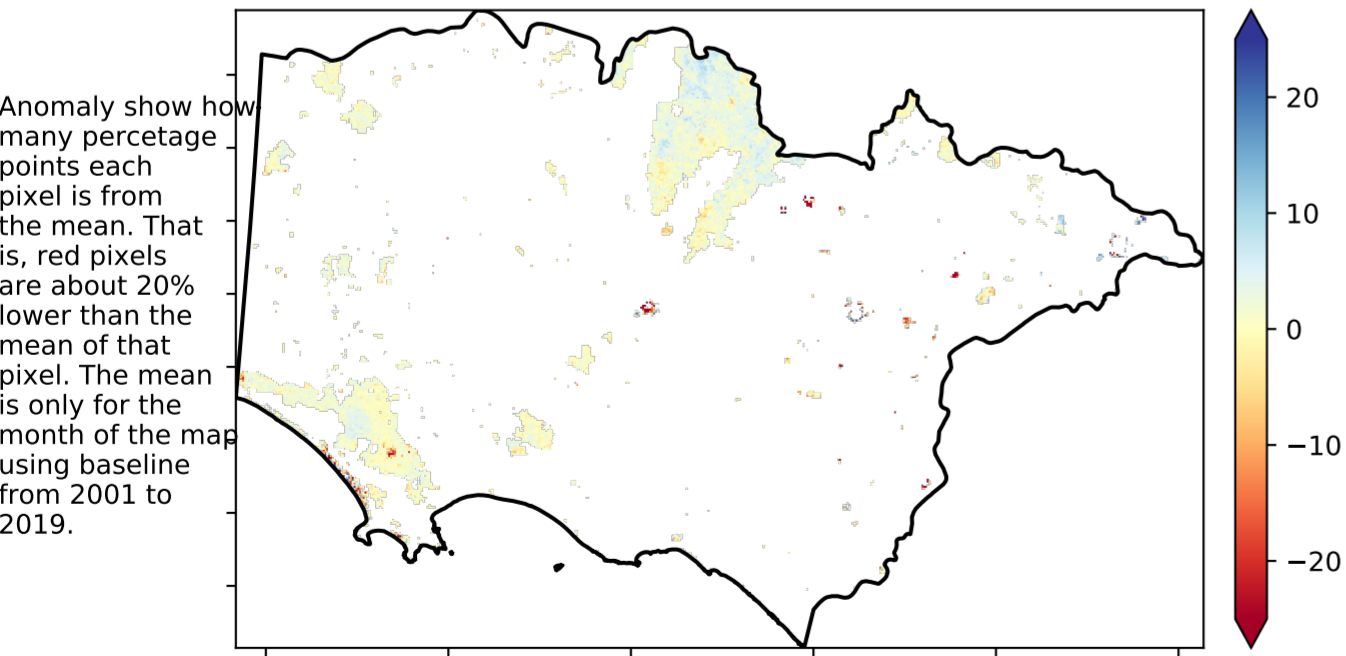 Anomaly show how
many percetage
points each
pixel is from
the mean. That
is, red pixels
are about 20%
lower than the
mean of that
pixel. The mean
is only for the
month of the map
using baseline
from 2001 to
2019.
20
10
0
−10
−20